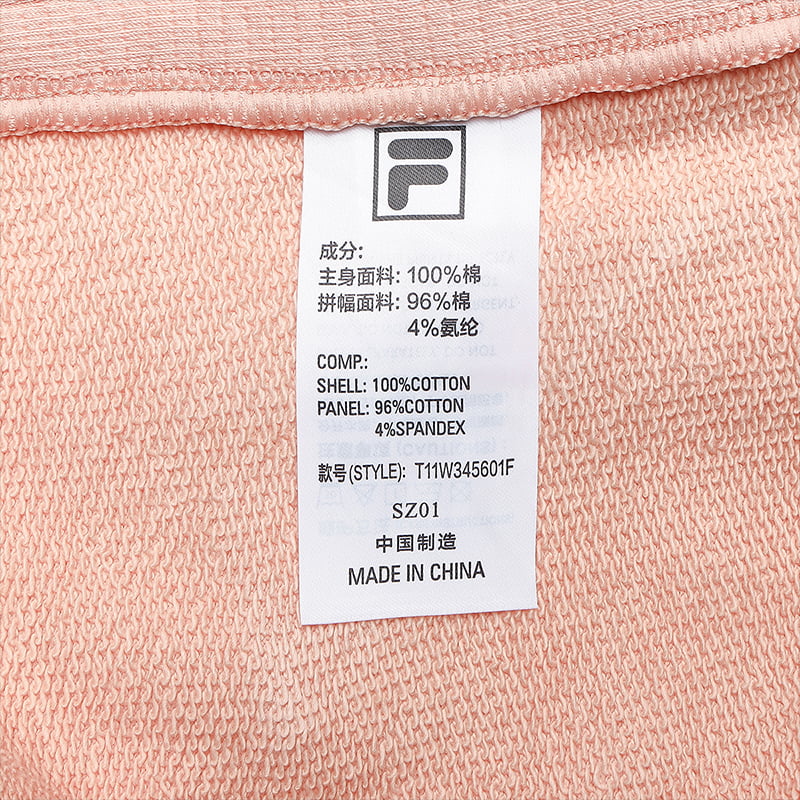 F
成分:
主身面料: 100%棉
拼幅面料: 96%棉
4%氨纶
COMP.:
SHELL: 100%COTTON
PANEL: 96%COTTON
4%SPANDEX
款号(STYLE): T11W345601F
SZ01
中国制造
MADE IN CHINA